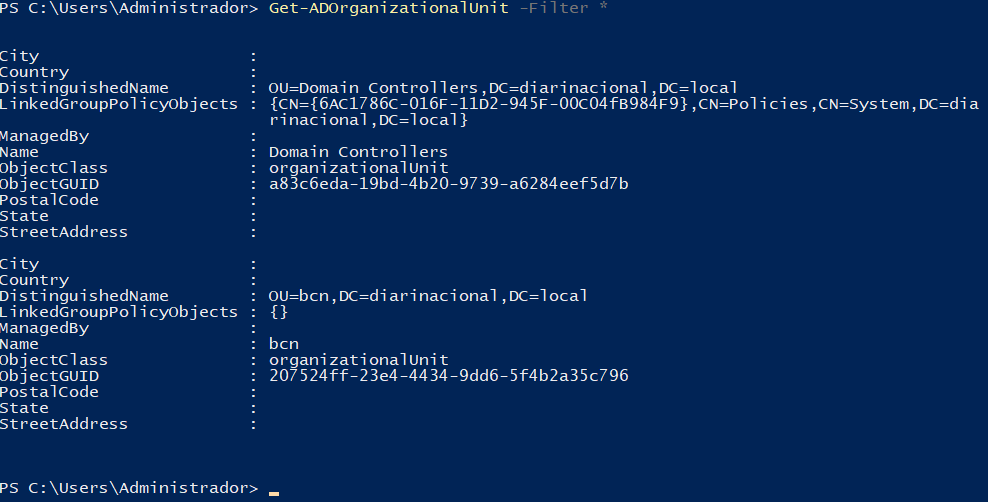 PS C:\Users\Administrador> Get-ADOrganizationalUnit -Filter *
City                     :
Country                  :
DistinguishedName        : OU=Domain Controllers,DC=diarinacional,DC=local
LinkedGroupPolicyObjects : {CN={6AC1786C-016F-11D2-945F-00C04fB984F9},CN=Policies,CN=System,DC=dia
                           rinacional,DC=local}
ManagedBy                :
Name                     : Domain Controllers
ObjectClass              : organizationalUnit
ObjectGUID               : a83c6eda-19bd-4b20-9739-a6284eef5d7b
PostalCode               :
State                    :
StreetAddress            :
City                     :
Country                  :
DistinguishedName        : OU=bcn,DC=diarinacional,DC=local
LinkedGroupPolicyObjects : {}
ManagedBy                :
Name                     : bcn
ObjectClass              : organizationalUnit
ObjectGUID               : 207524ff-23e4-4434-9dd6-5f4b2a35c796
PostalCode               :
State                    :
StreetAddress            :
PS C:\Users\Administrador> _